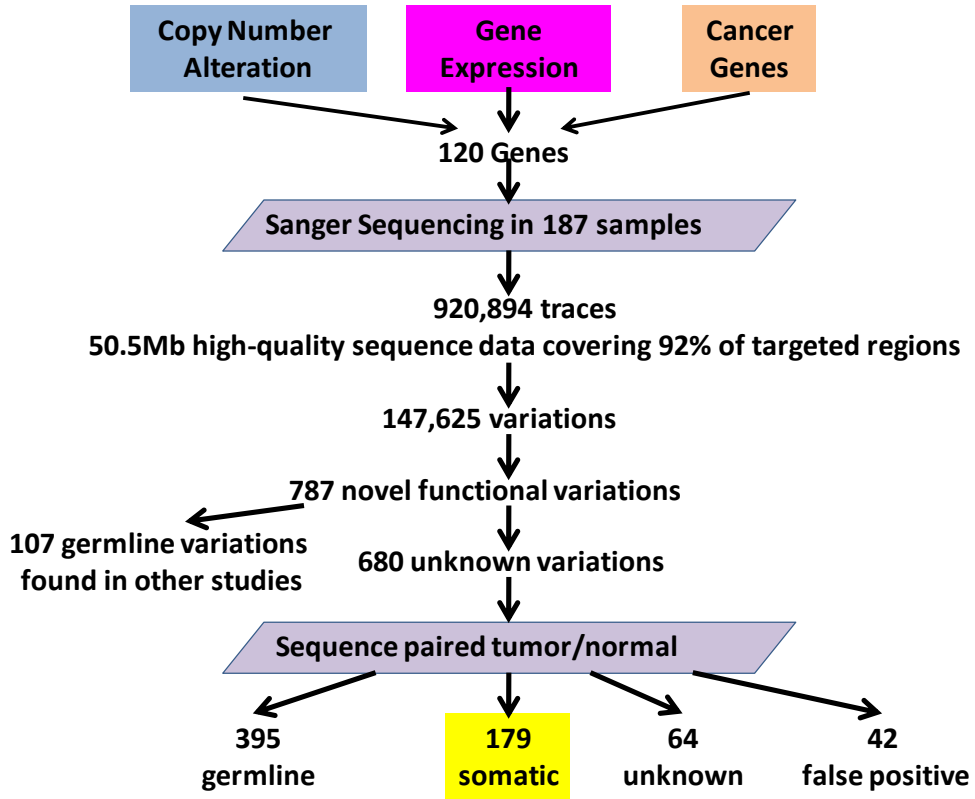 Copy Number
Alteration
Gene
Expression
Cancer
Genes
120 Genes
Sanger Sequencing in 187 samples
920,894 traces
50.5Mb high-quality sequence data covering 92% of targeted regions
147,625 variations
787 novel functional variations
107 germline variations
found in other studies
680 unknown variations
Sequence paired tumor/normal
395
germline
179
somatic
64
unknown
42
false positive